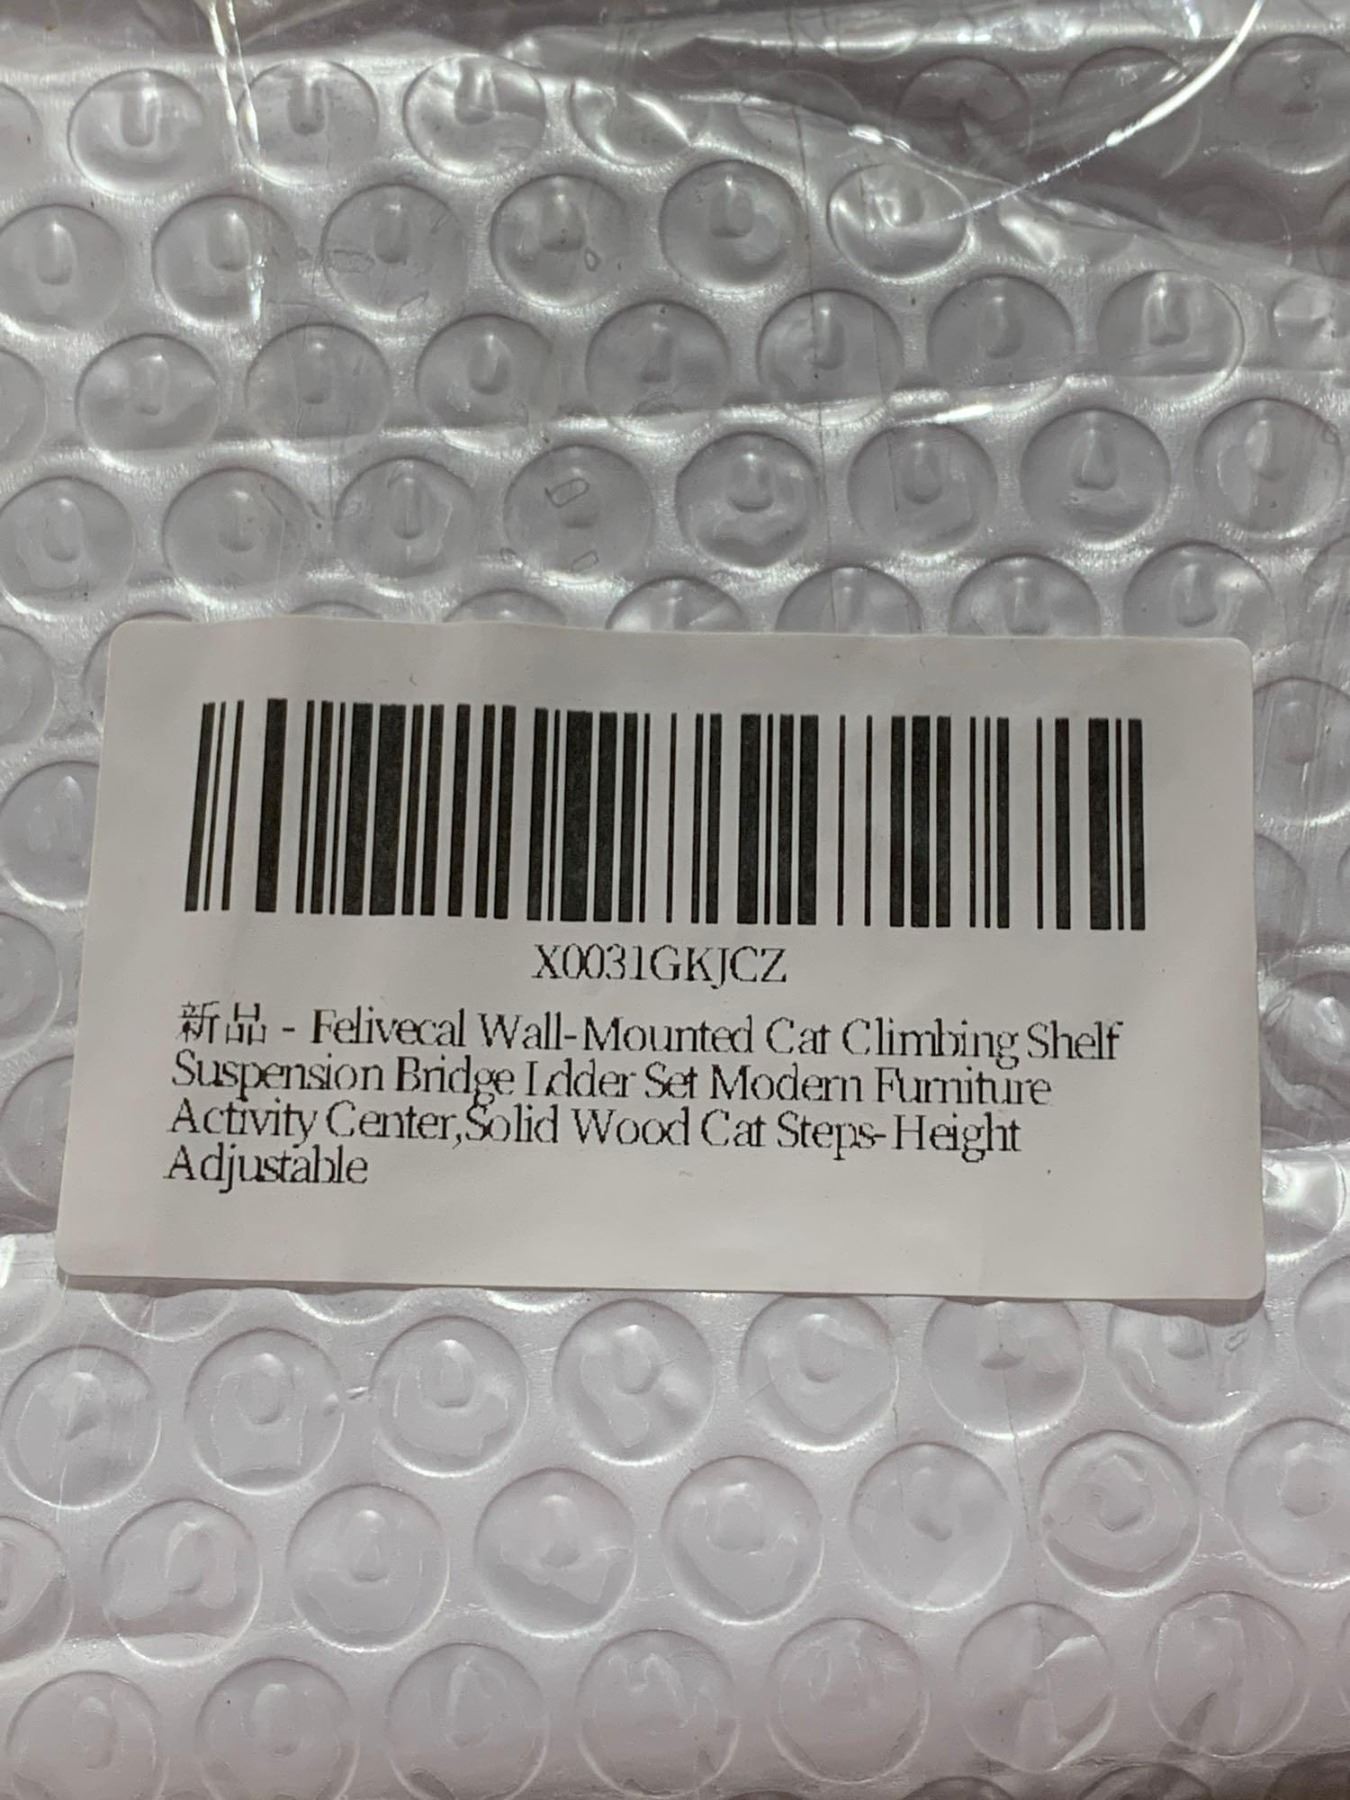 X0031GKJCZ
新品 - Felivecal Wall-Mounted Cat Climbing Shelf
Suspension Bridge Ldder Set Modern Furniture
Activity Center,Solid Wood Cat Steps-Height
Adjustable